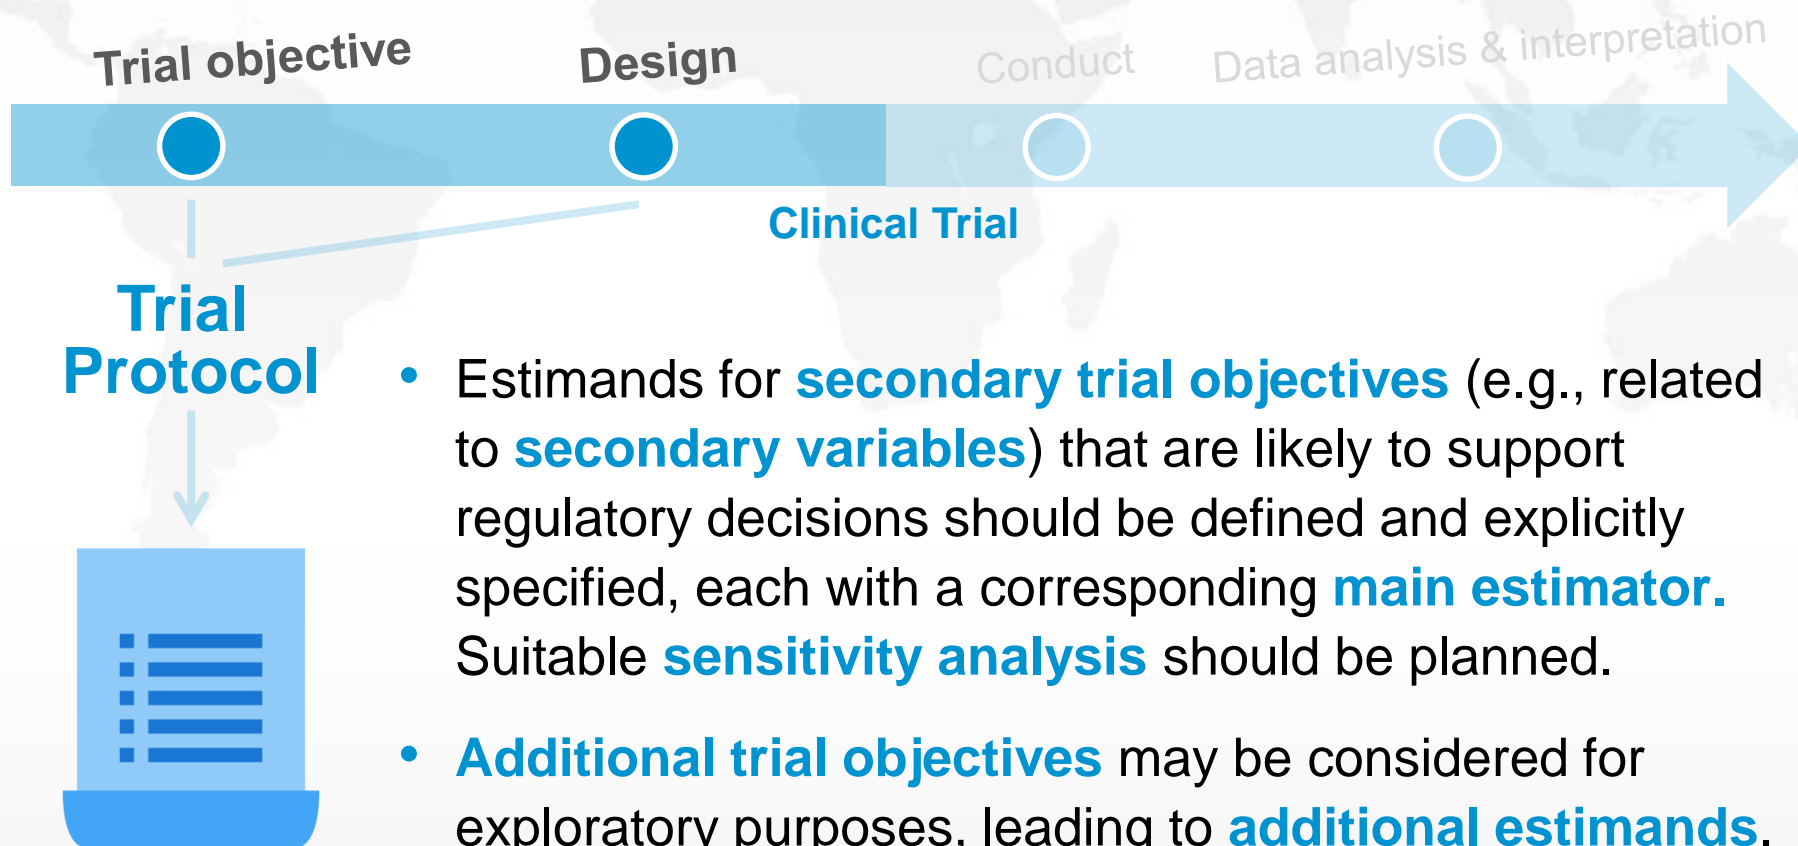 Trial objective
Design
Conduct
Data analysis & interpretation
Clinical Trial
Trial
Protocol
• Estimands for secondary trial objectives (e.g., related
to secondary variables) that are likely to support
regulatory decisions should be defined and explicitly
specified, each with a corresponding main estimator.
Suitable sensitivity analysis should be planned.
• Additional trial objectives may be considered for
exploratory purposes, leading to additional estimands.